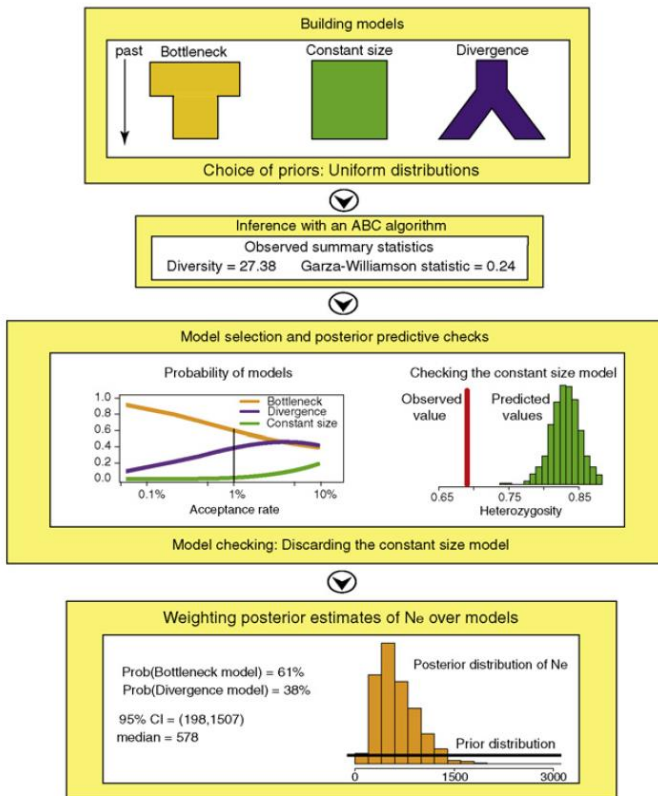 Building models
past
Bottleneck
Constant size
Divergence
Choice of priors: Uniform distributions
Inference with an ABC algorithm
Observed summary statistics
Diversity = 27.38 Garza-Williamson statistic = 0.24
Model selection and posterior predictive checks
Probability of models
1.0
0.8
0.6
0.4
0.2
0.0
Bottleneck
Divergence
Constant size
0.1% 1% 10%
Acceptance rate
Checking the constant size model
Observed
value
Predicted
values
0.65 0.75 0.85
Heterozygosity
Model checking: Discarding the constant size model
Weighting posterior estimates of Ne over models
Prob(Bottleneck model) = 61%
Prob(Divergence model) = 38%
95% CI = (198,1507)
median = 578
Posterior distribution of Ne
Prior distribution
0 1500 3000